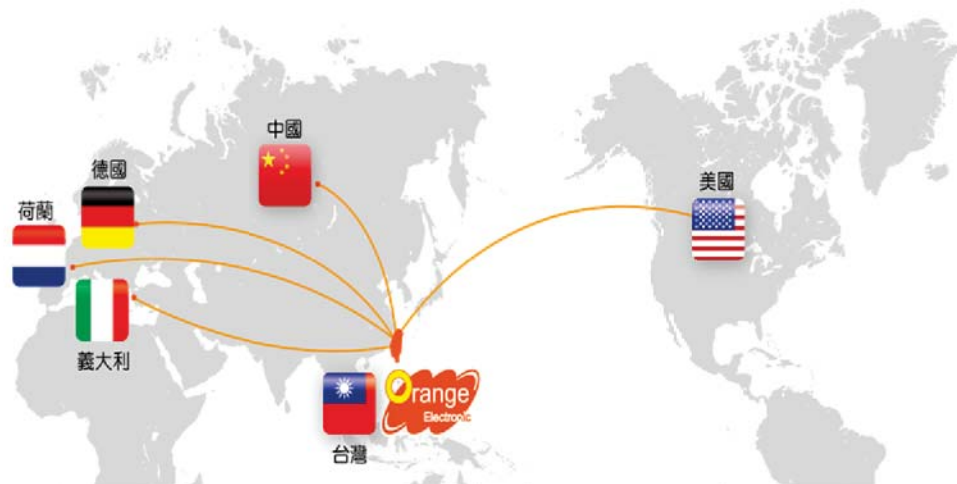 中國
德國
美國
荷蘭
義大利
Orange
Electronic
台灣